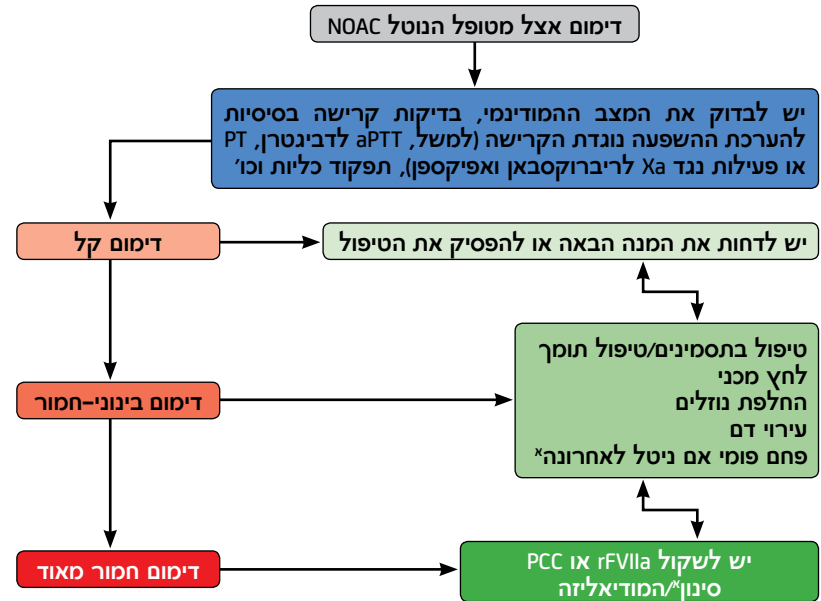 דימום אצל מטופל הנוטל NOAC
יש לבדוק את המצב ההמודינמי, בדיקות קרישה בסיסיות
להערכת ההשפעה נוגדת הקרישה (למשל, aPTT לדביגטרן, PT
או פעילות נגד Xa לריברוקסבאן ואפיקספן), תפקוד כליות וכו'
דימום קל
יש לדחות את המנה הבאה או להפסיק את הטיפול
דימום בינוני–חמור
טיפול בתסמינים/טיפול תומך
לחץ מכני
החלפת נוזלים
עירוי דם
פחם פומי אם ניטל לאחרונהא
דימום חמור מאוד
יש לשקול rFVIIa או PCC
סינוןא/המודיאליזה